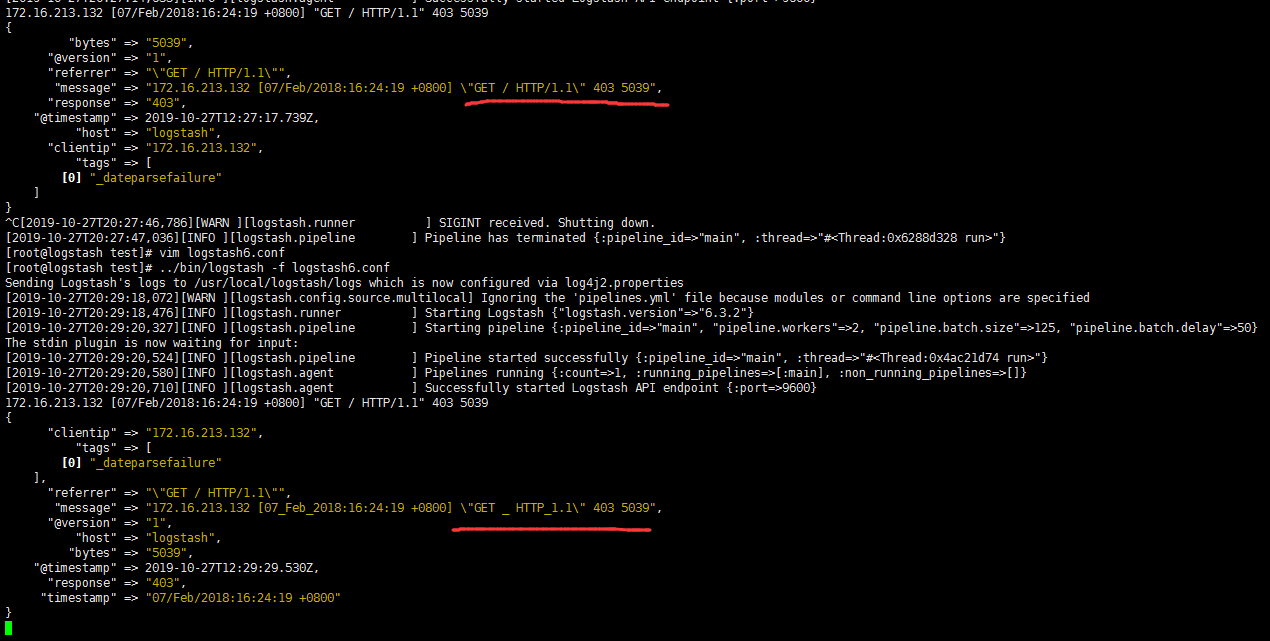 172.16.213.132 [07/Feb/2018:16:24:19 +0800] "GET / HTTP/1.1" 403 5039
{
"bytes" => "5039",
"@version" => "1",
"referrer" => "\"GET / HTTP/1.1\"",
"message" => "172.16.213.132 [07/Feb/2018:16:24:19 +0800] \"GET / HTTP/1.1\" 403 5039",
"response" => "403",
"@timestamp" => 2019-10-27T12:27:17.739Z,
"host" => "logstash",
"clientip" => "172.16.213.132",
"tags" => [
[0] "_dateparsefailure"
]
}
^C[2019-10-27T20:27:46,786][WARN ][logstash.runner          ] SIGINT received. Shutting down.
[2019-10-27T20:27:47,036][INFO ][logstash.pipeline        ] Pipeline has terminated {:pipeline_id=>"main", :thread=>"#<Thread:0x6288d328 run>"}
[root@logstash test]# vim logstash6.conf
[root@logstash test]# ../bin/logstash -f logstash6.conf
Sending Logstash's logs to /usr/local/logstash/logs which is now configured via log4j2.properties
[2019-10-27T20:29:18,072][WARN ][logstash.config.source.multilocal] Ignoring the 'pipelines.yml' file because modules or command line options are specified
[2019-10-27T20:29:18,476][INFO ][logstash.runner          ] Starting Logstash {"logstash.version"=>"6.3.2"}
[2019-10-27T20:29:20,327][INFO ][logstash.pipeline        ] Starting pipeline {:pipeline_id=>"main", "pipeline.workers"=>2, "pipeline.batch.size"=>125, "pipeline.batch.delay"=>50}
The stdin plugin is now waiting for input:
[2019-10-27T20:29:20,524][INFO ][logstash.pipeline        ] Pipeline started successfully {:pipeline_id=>"main", :thread=>"#<Thread:0x4ac21d74 run>"}
[2019-10-27T20:29:20,580][INFO ][logstash.agent           ] Pipelines running {:count=>1, :running_pipelines=>[:main], :non_running_pipelines=>[]}
[2019-10-27T20:29:20,710][INFO ][logstash.agent           ] Successfully started Logstash API endpoint {:port=>9600}
172.16.213.132 [07/Feb/2018:16:24:19 +0800] "GET / HTTP/1.1" 403 5039
{
"clientip" => "172.16.213.132",
"tags" => [
[0] "_dateparsefailure"
],
"referrer" => "\"GET / HTTP/1.1\"",
"message" => "172.16.213.132 [07_Feb_2018:16:24:19 +0800] \"GET _ HTTP_1.1\" 403 5039",
"@version" => "1",
"host" => "logstash",
"bytes" => "5039",
"@timestamp" => 2019-10-27T12:29:29.530Z,
"response" => "403",
"timestamp" => "07/Feb/2018:16:24:19 +0800"
}